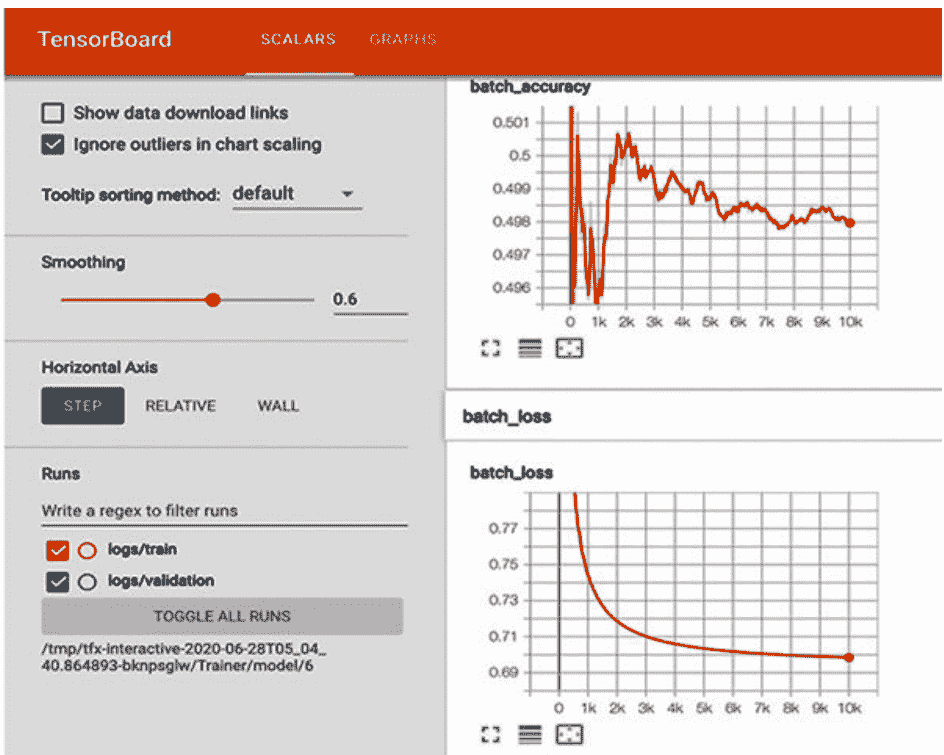 TensorBoard SCALARS GRAPHS
Show data download links
Ignore outliers in chart scaling
Tooltip sorting method: default
Smoothing
0.6
Horizontal Axis
STEP RELATIVE WALL
Runs
Write a regex to filter runs
logs/train
logs/validation
TOGGLE ALL RUNS
/tmp/tfx-interactive-2020-06-28T05_04_
40.864893-bknpsglw/Trainer/model/6
batch_accuracy
0.501
0.5
0.499
0.498
0.497
0.496
0 1k 2k 3k 4k 5k 6k 7k 8k 9k 10k
batch_loss
batch_loss
0.77
0.75
0.73
0.71
0.69
0 1k 2k 3k 4k 5k 6k 7k 8k 9k 10k